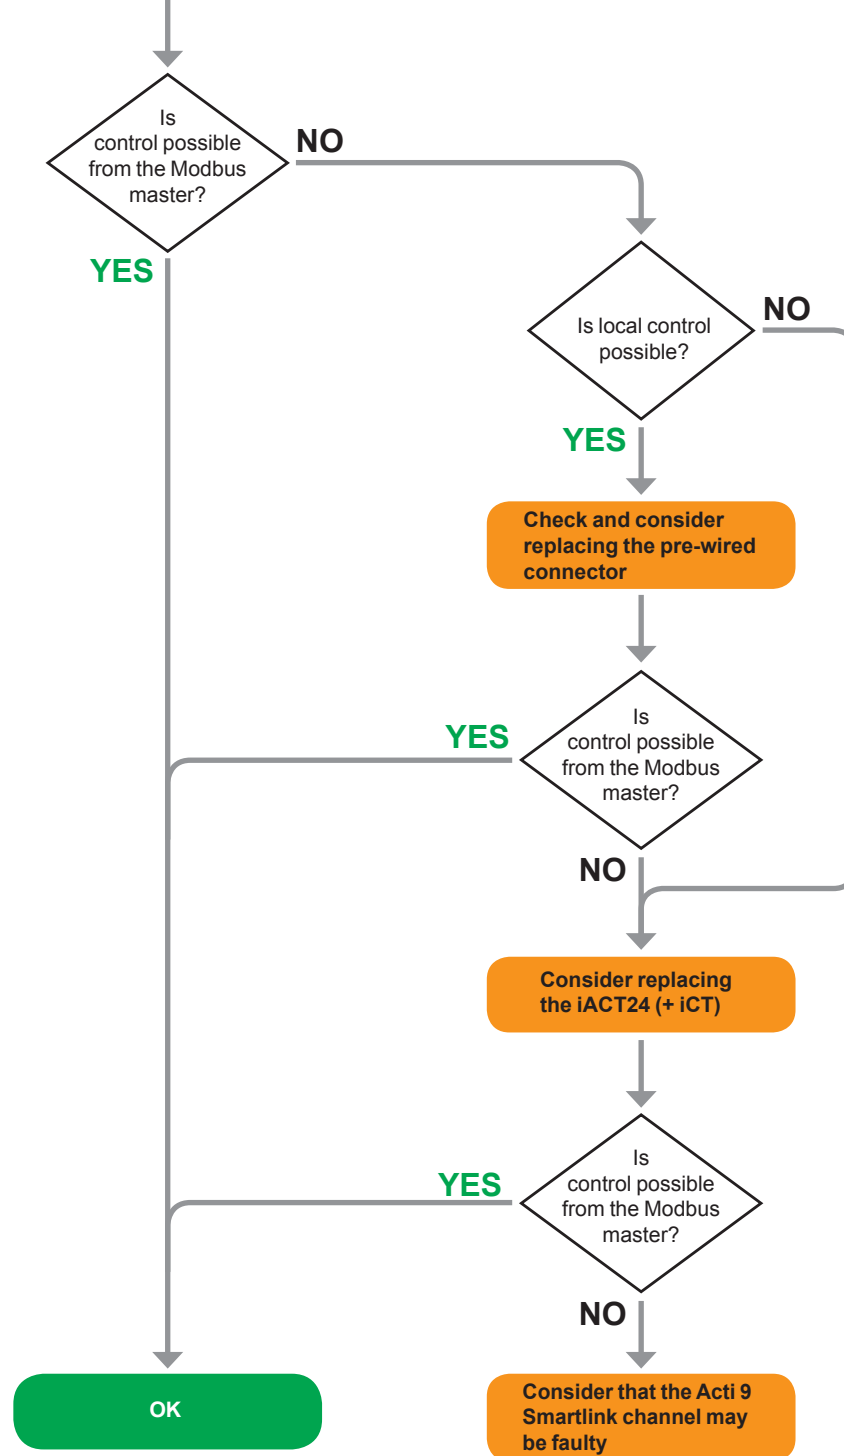 Is
control possible
from the Modbus
master?
NO
YES
Is local control
possible?
NO
YES
Check and consider
replacing the pre-wired
connector
Is
control possible
from the Modbus
master?
YES
NO
Consider replacing
the iACT24 (+ iCT)
Is
control possible
from the Modbus
master?
YES
NO
OK
Consider that the Acti 9
Smartlink channel may
be faulty